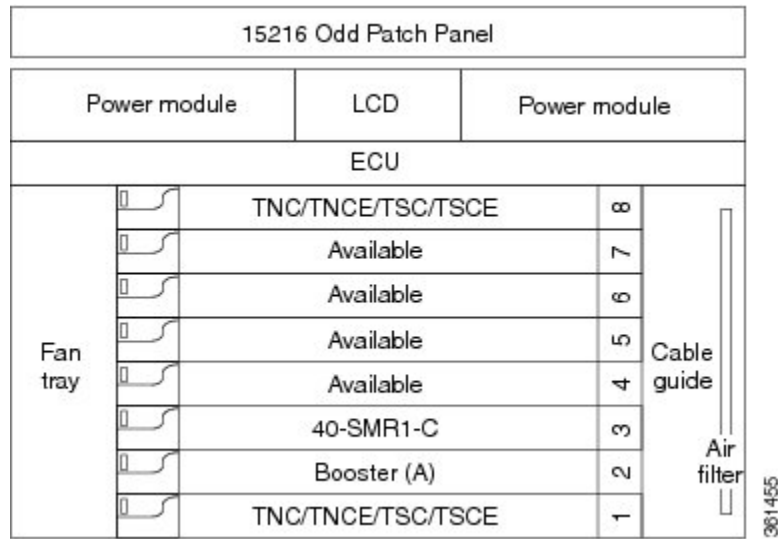 15216 Odd Patch Panel
Power module
LCD
Power module
ECU
TNC/TNCE/TSC/TSCE 8
Available 7
Available 6
Available 5
Available 4
40-SMR1-C 3
Booster (A) 2
TNC/TNCE/TSC/TSCE 1
Fan
tray
Cable
guide
Air
filter
361455